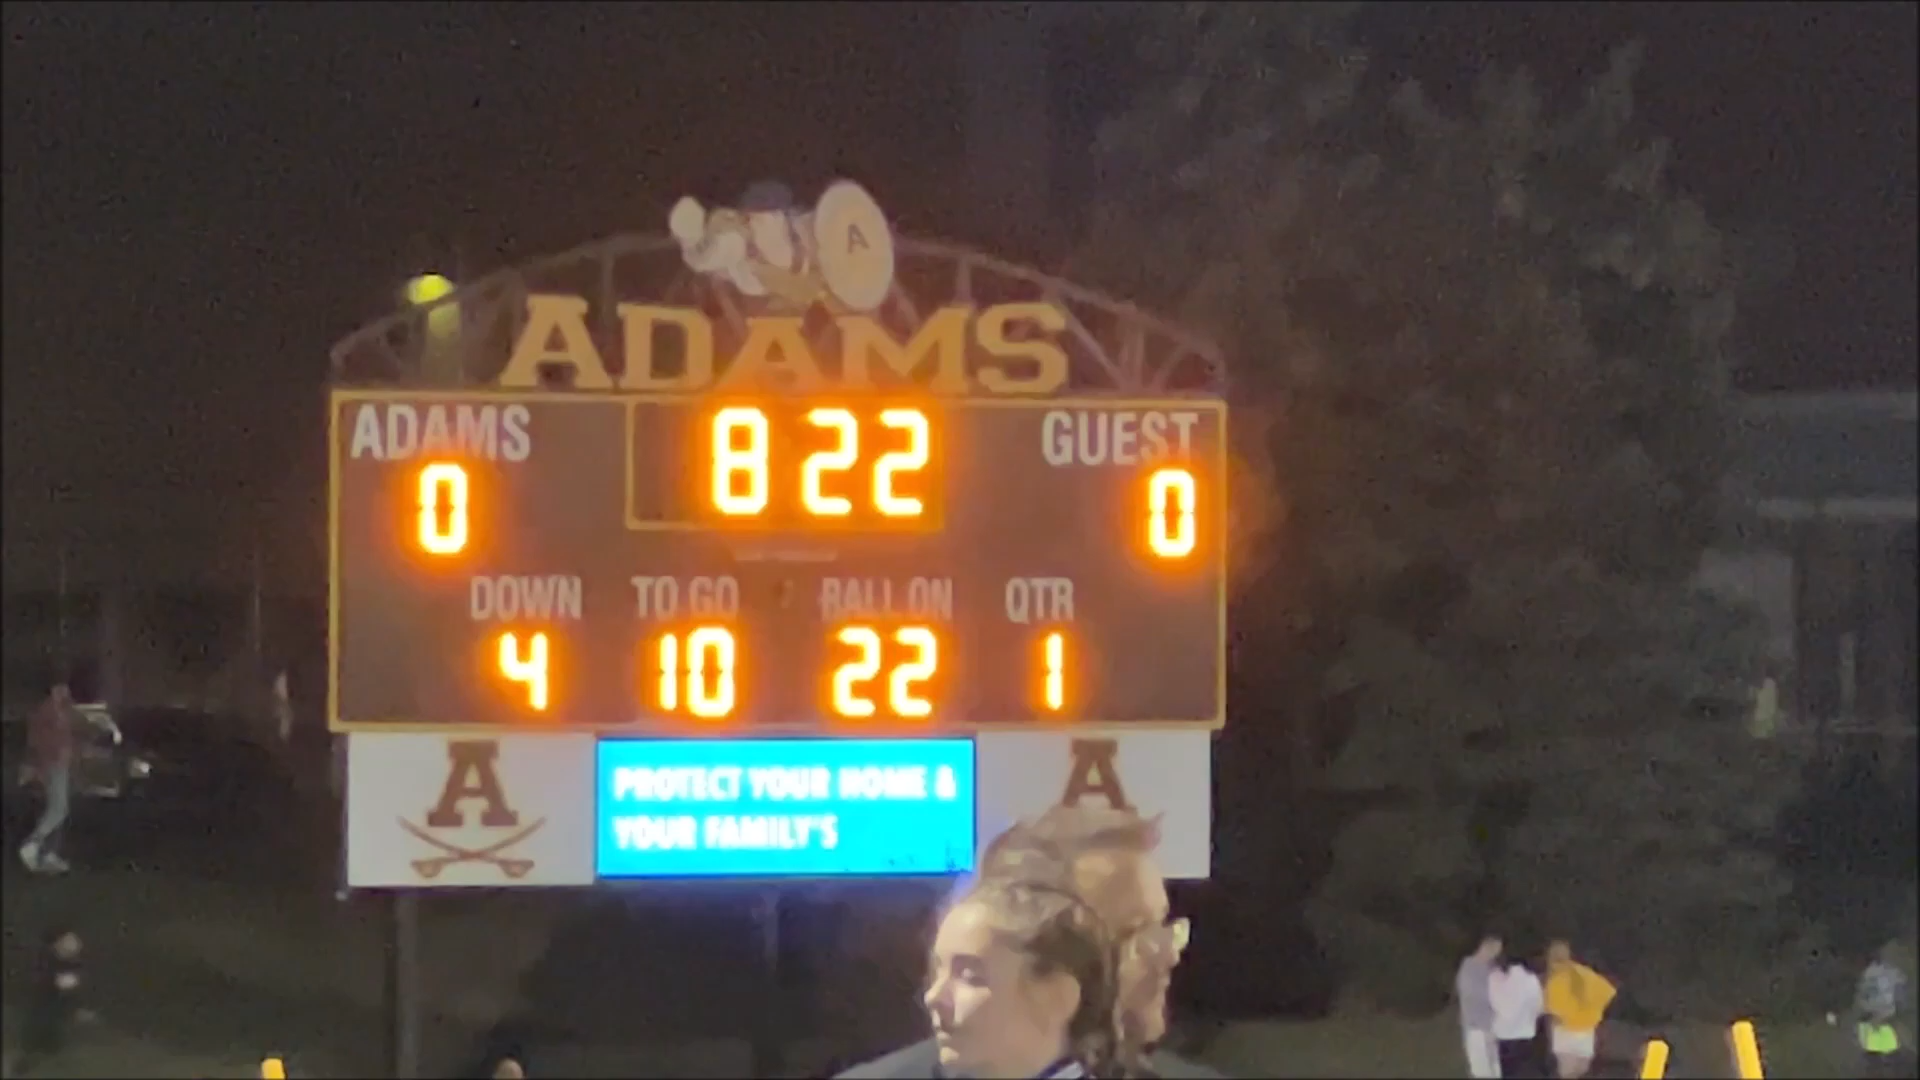 A
ADAMS
ADAMS 8 22 GUEST
0 0
DOWN TO GO BALL ON QTR
4 10 22 1
A PROTECT YOUR HOME & A
YOUR FAMILY'S